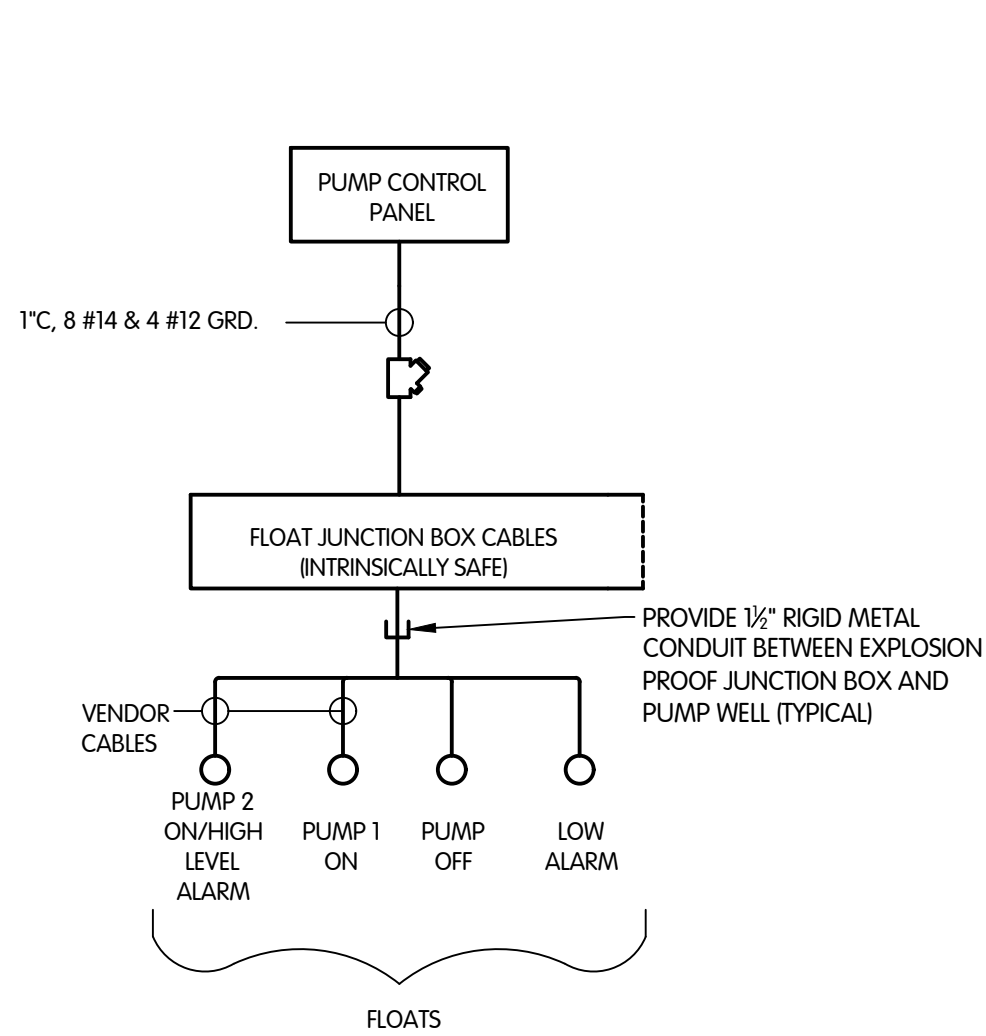 PUMP CONTROL
PANEL
1"C, 8 #14 & 4 #12 GRD.
FLOAT JUNCTION BOX CABLES
(INTRINSICALLY SAFE)
PROVIDE 1½" RIGID METAL
CONDUIT BETWEEN EXPLOSION
PROOF JUNCTION BOX AND
PUMP WELL (TYPICAL)
VENDOR
CABLES
PUMP 2
ON/HIGH
LEVEL
ALARM
PUMP 1
ON
PUMP
OFF
LOW
ALARM
FLOATS